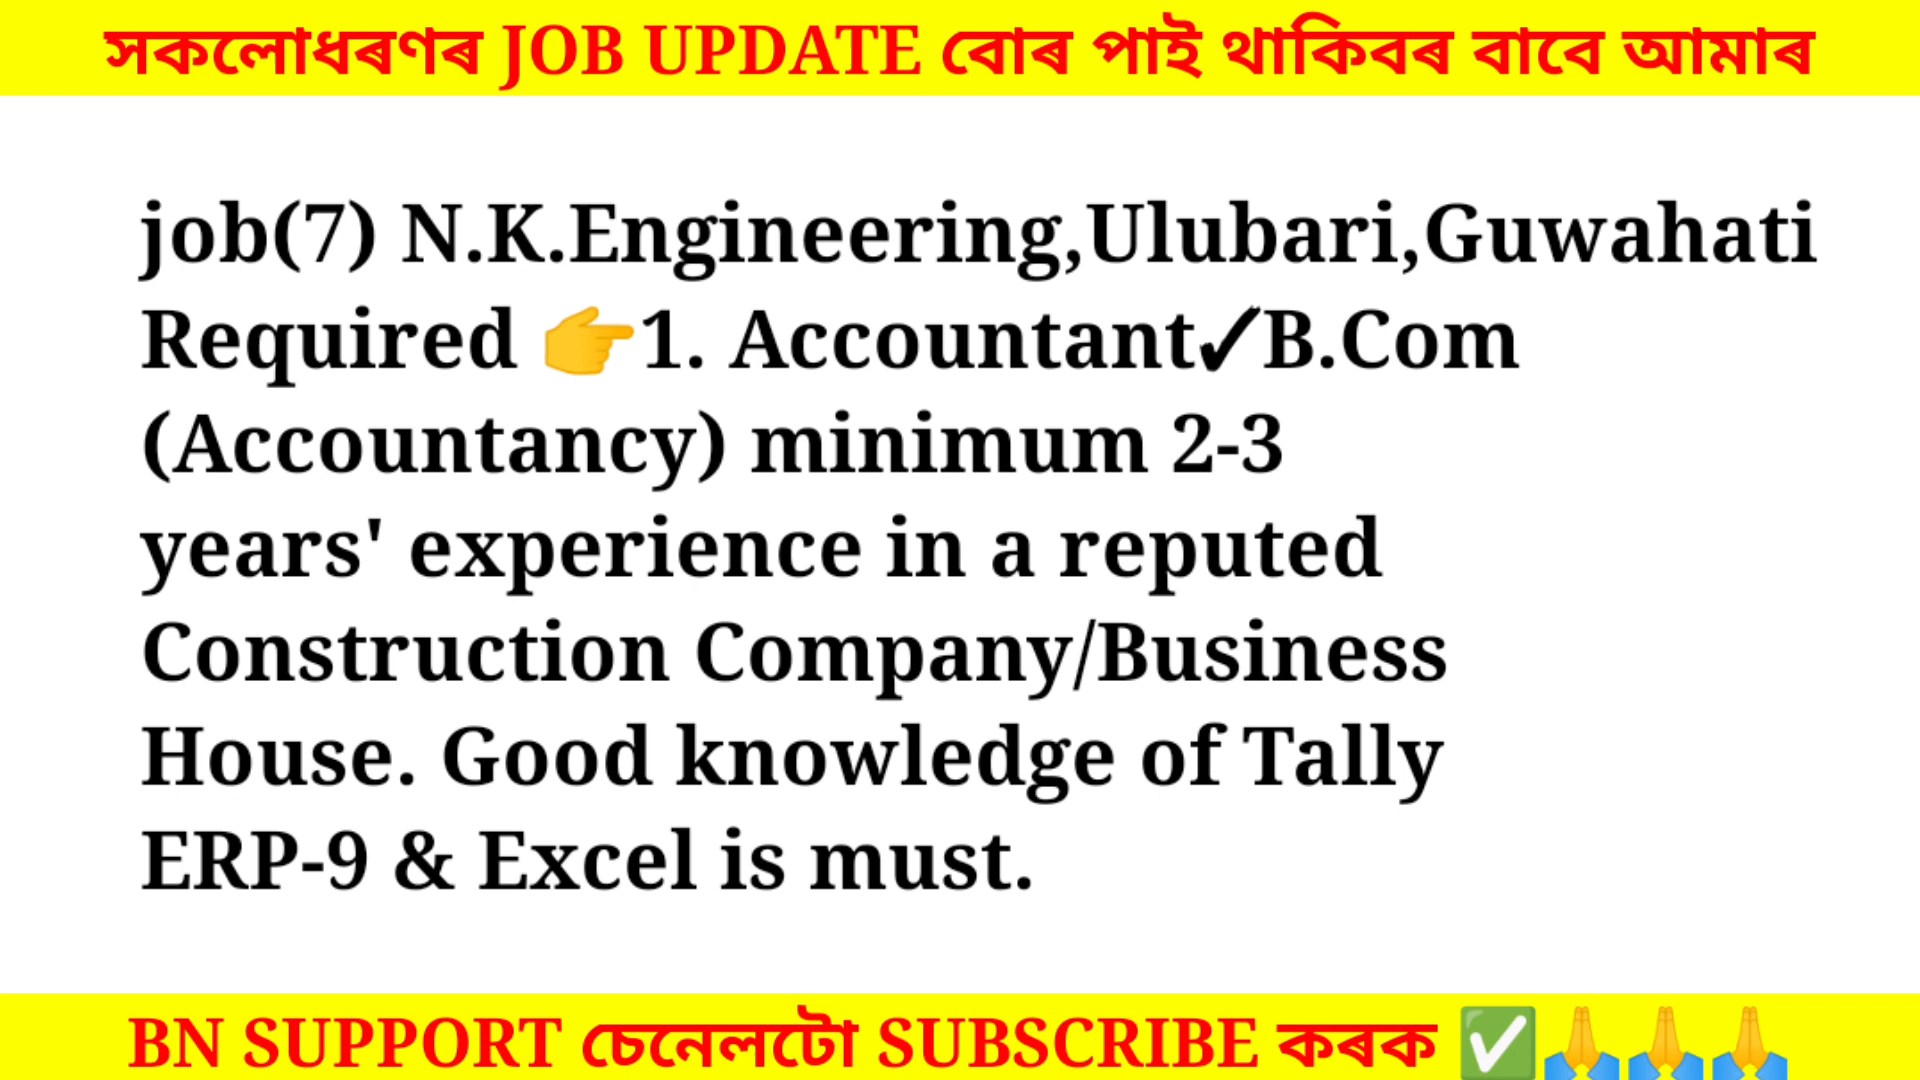 সকলোধৰণৰ JOB UPDATE বোৰ পাই থাকিবৰ বাবে আমাৰ
job(7) N.K.Engineering,Ulubari,Guwahati
Required 👉1. Accountant✓B.Com
(Accountancy) minimum 2-3
years' experience in a reputed
Construction Company/Business
House. Good knowledge of Tally
ERP-9 & Excel is must.
BN SUPPORT চেনেলটো SUBSCRIBE কৰক ✅🙏🙏🙏